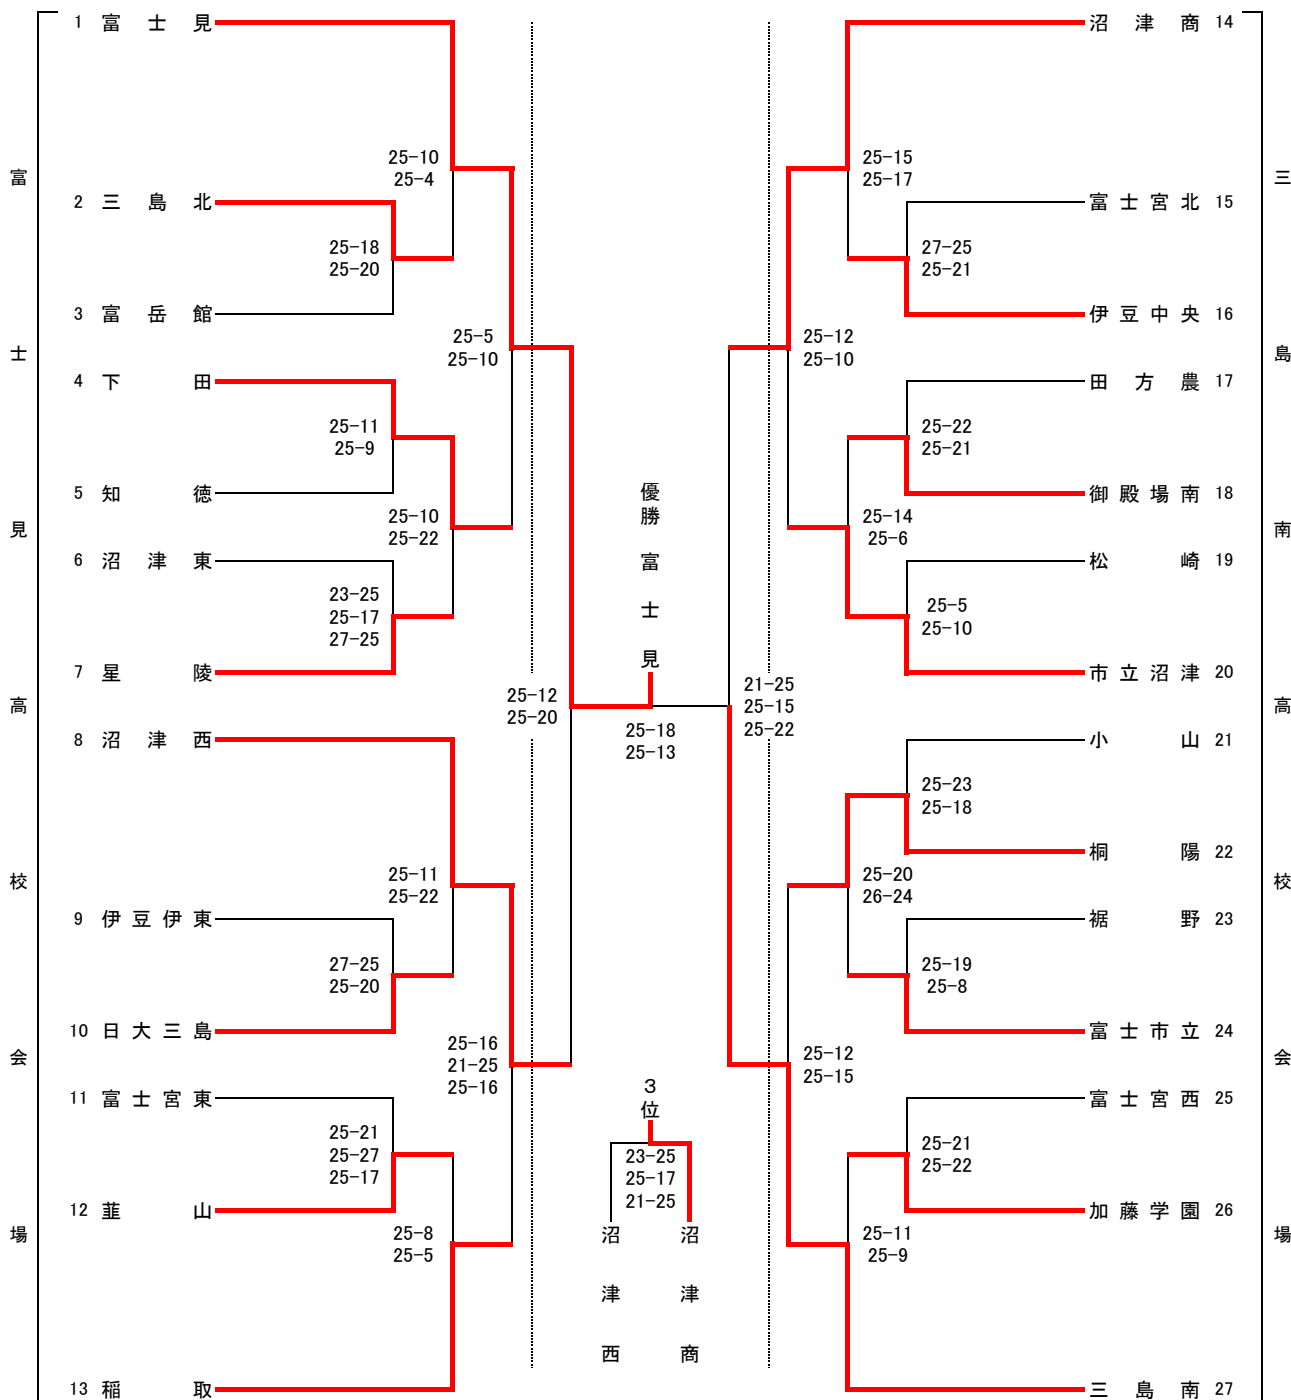 富士見高校会場
1 富士見
25-10
25-4
2 三島北
25-18
25-20
3 富岳館
25-5
25-10
4 下田
25-11
25-9
5 知徳
25-10
25-22
6 沼津東
23-25
25-17
27-25
7 星陵
25-12
25-20
8 沼津西
25-11
25-22
9 伊豆伊東
27-25
25-20
10 日大三島
25-16
21-25
25-16
11 富士宮東
25-21
25-27
25-17
12 韮山
25-8
25-5
13 稲取
優勝 富士見
25-18
25-13
3位
23-25
25-17
21-25
沼津西
沼津商
沼津商 14
25-15
25-17
富士宮北 15
27-25
25-21
伊豆中央 16
25-12
25-10
田方農 17
25-22
25-21
御殿場南 18
25-14
25-6
松崎 19
25-5
25-10
市立沼津 20
21-25
25-15
25-22
小山 21
25-23
25-18
桐陽 22
25-20
26-24
裾野 23
25-19
25-8
富士市立 24
25-12
25-15
富士宮西 25
25-21
25-22
加藤学園 26
25-11
25-9
三島南 27
三島南高校会場